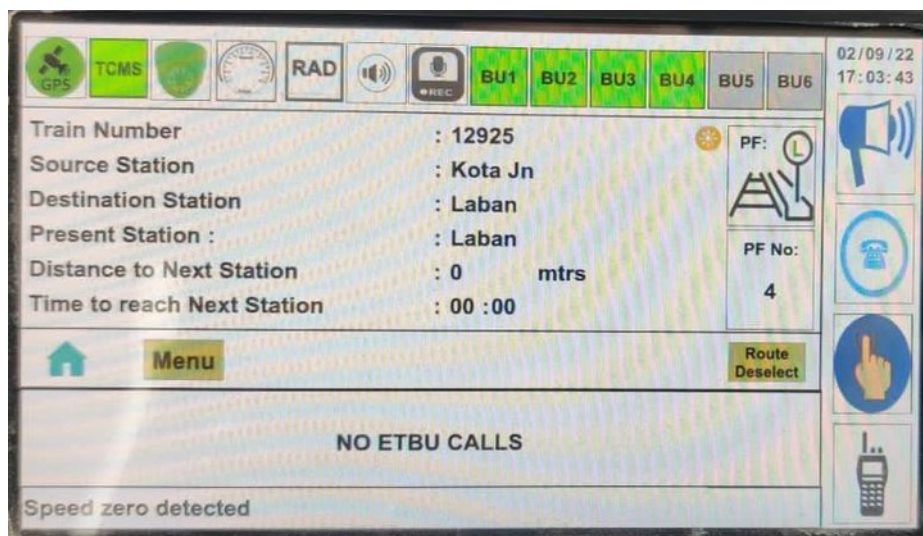 GPS TCMS RAD REC BU1 BU2 BU3 BU4 BU5 BU6
02/09/22
17:03:43
Train Number : 12925
Source Station : Kota Jn
Destination Station : Laban
Present Station : : Laban
Distance to Next Station : 0 mtrs
Time to reach Next Station : 00 :00
PF: L
PF No:
4
Menu
Route
Deselect
NO ETBU CALLS
Speed zero detected